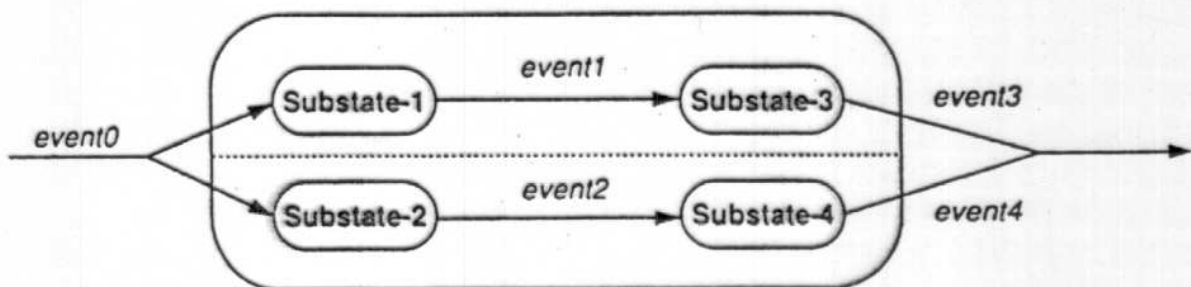 event1
Substate-1
Substate-3
event3
event0
event2
Substate-2
Substate-4
event4